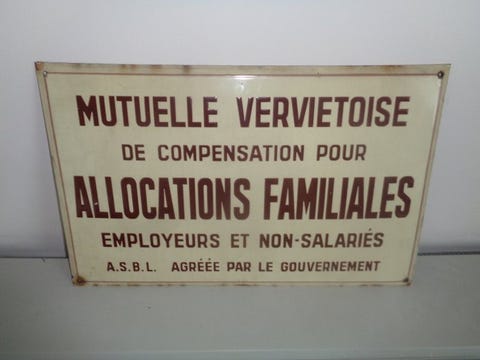 MUTUELLE VERVIETOISE
DE COMPENSATION POUR
ALLOCATIONS FAMILIALES
EMPLOYEURS ET NON-SALARIÉS
A.S.B.L. AGRÉÉE PAR LE GOUVERNEMENT